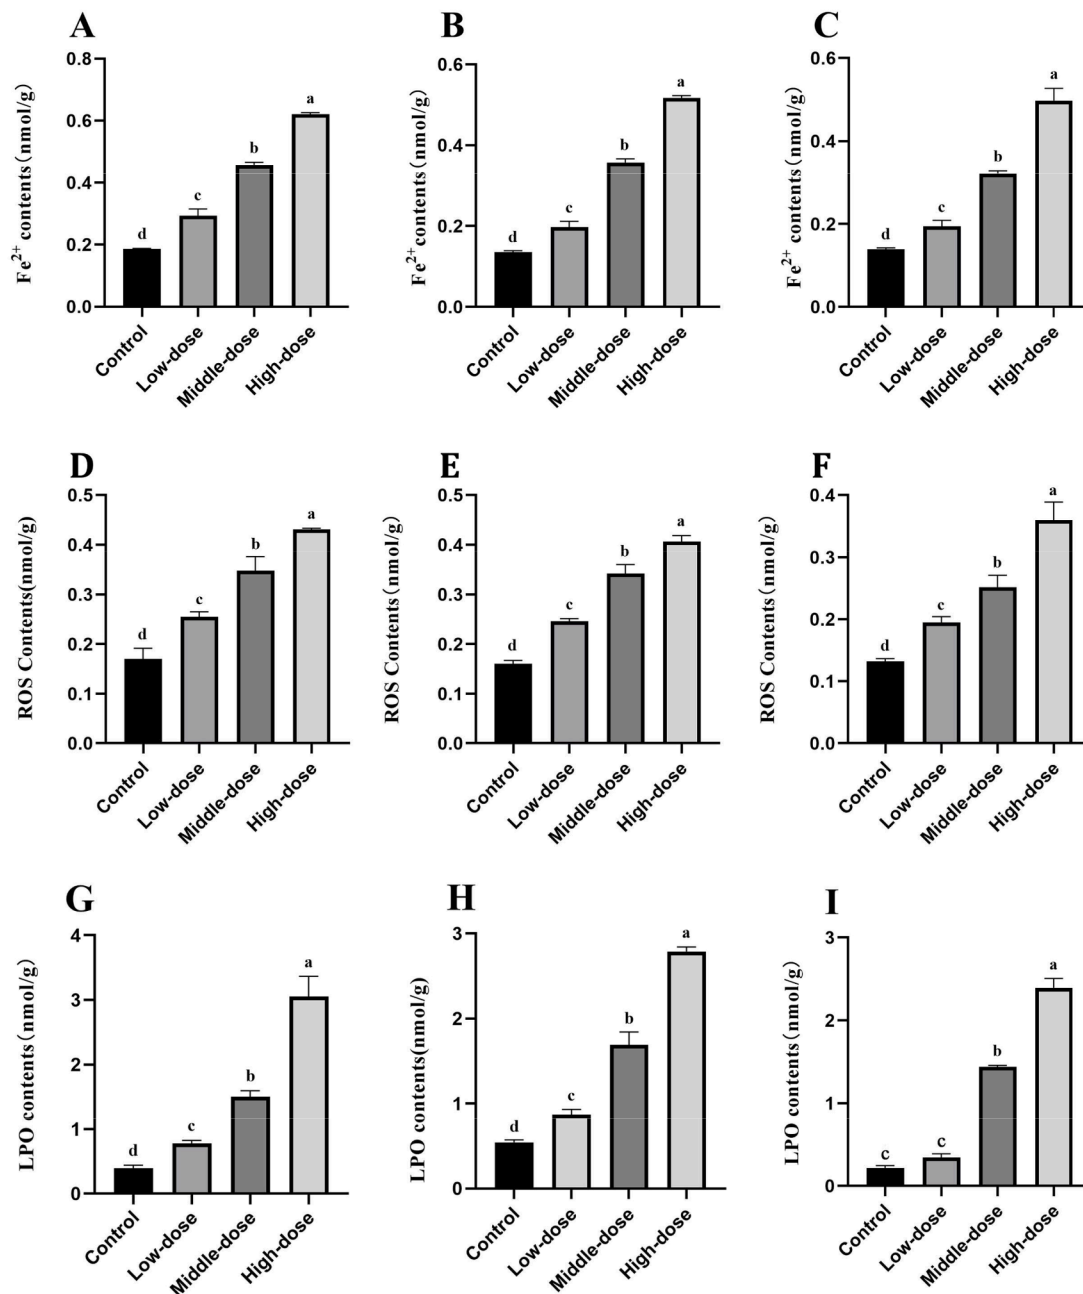 A
Fe2+ contents(nmol/g)
0.8
0.6
0.4
0.2
0.0
d
c
b
a
Control
Low-dose
Middle-dose
High-dose
B
Fe2+contents(nmol/g)
0.6
0.4
0.2
0.0
d
c
b
a
Control
Low-dose
Middle-dose
High-dose
C
Fe2+ contents(nmol/g)
0.6
0.4
0.2
0.0
d
c
b
a
Control
Low-dose
Middle-dose
High-dose
D
ROS Contents(nmol/g)
0.5
0.4
0.3
0.2
0.1
0.0
d
c
b
a
Control
Low-dose
Middle-dose
High-dose
E
ROS Contents(nmol/g)
0.5
0.4
0.3
0.2
0.1
0.0
d
c
b
a
Control
Low-dose
Middle-dose
High-dose
F
ROS Contents(nmol/g)
0.4
0.3
0.2
0.1
0.0
d
c
b
a
Control
Low-dose
Middle-dose
High-dose
G
LPO contents(nmol/g)
4
3
2
1
0
d
c
b
a
Control
Low-dose
Middle-dose
High-dose
H
LPO contents(nmol/g)
3
2
1
0
d
c
b
a
Control
Low-dose
Middle-dose
High-dose
I
LPO contents(nmol/g)
3
2
1
0
c
c
b
a
Control
Low-dose
Middle-dose
High-dose